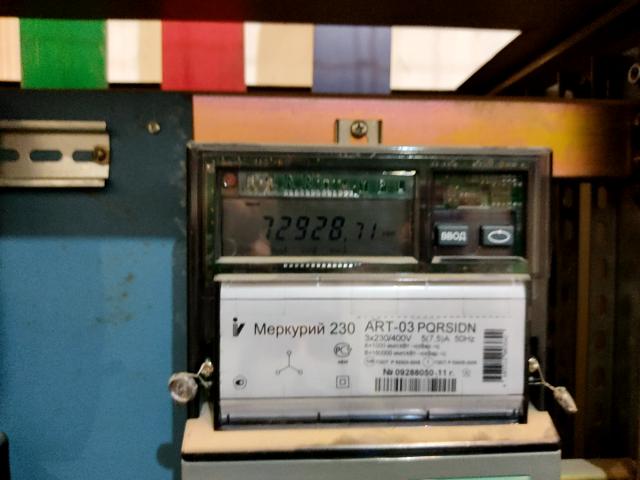 72928.71
ВВОД
Меркурий 230 ART-03 PQRSIDN
3x230/400V 5(7,5)A 50Hz
№ 09288050-11 г.